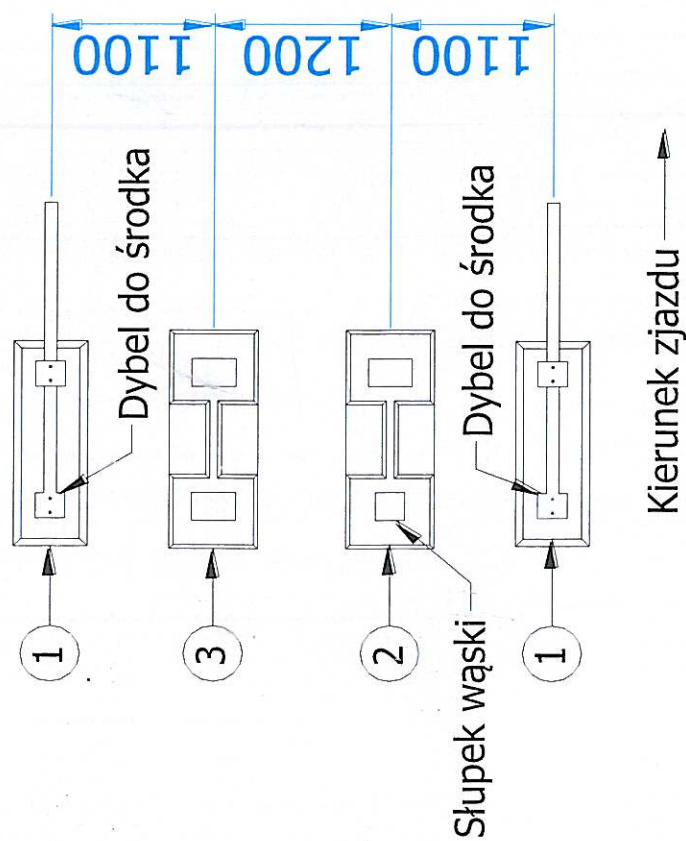 1100
1200
1100
Dybel do środka
1
3
2
1
Dybel do środka
Słupek wąski
Kierunek zjazdu